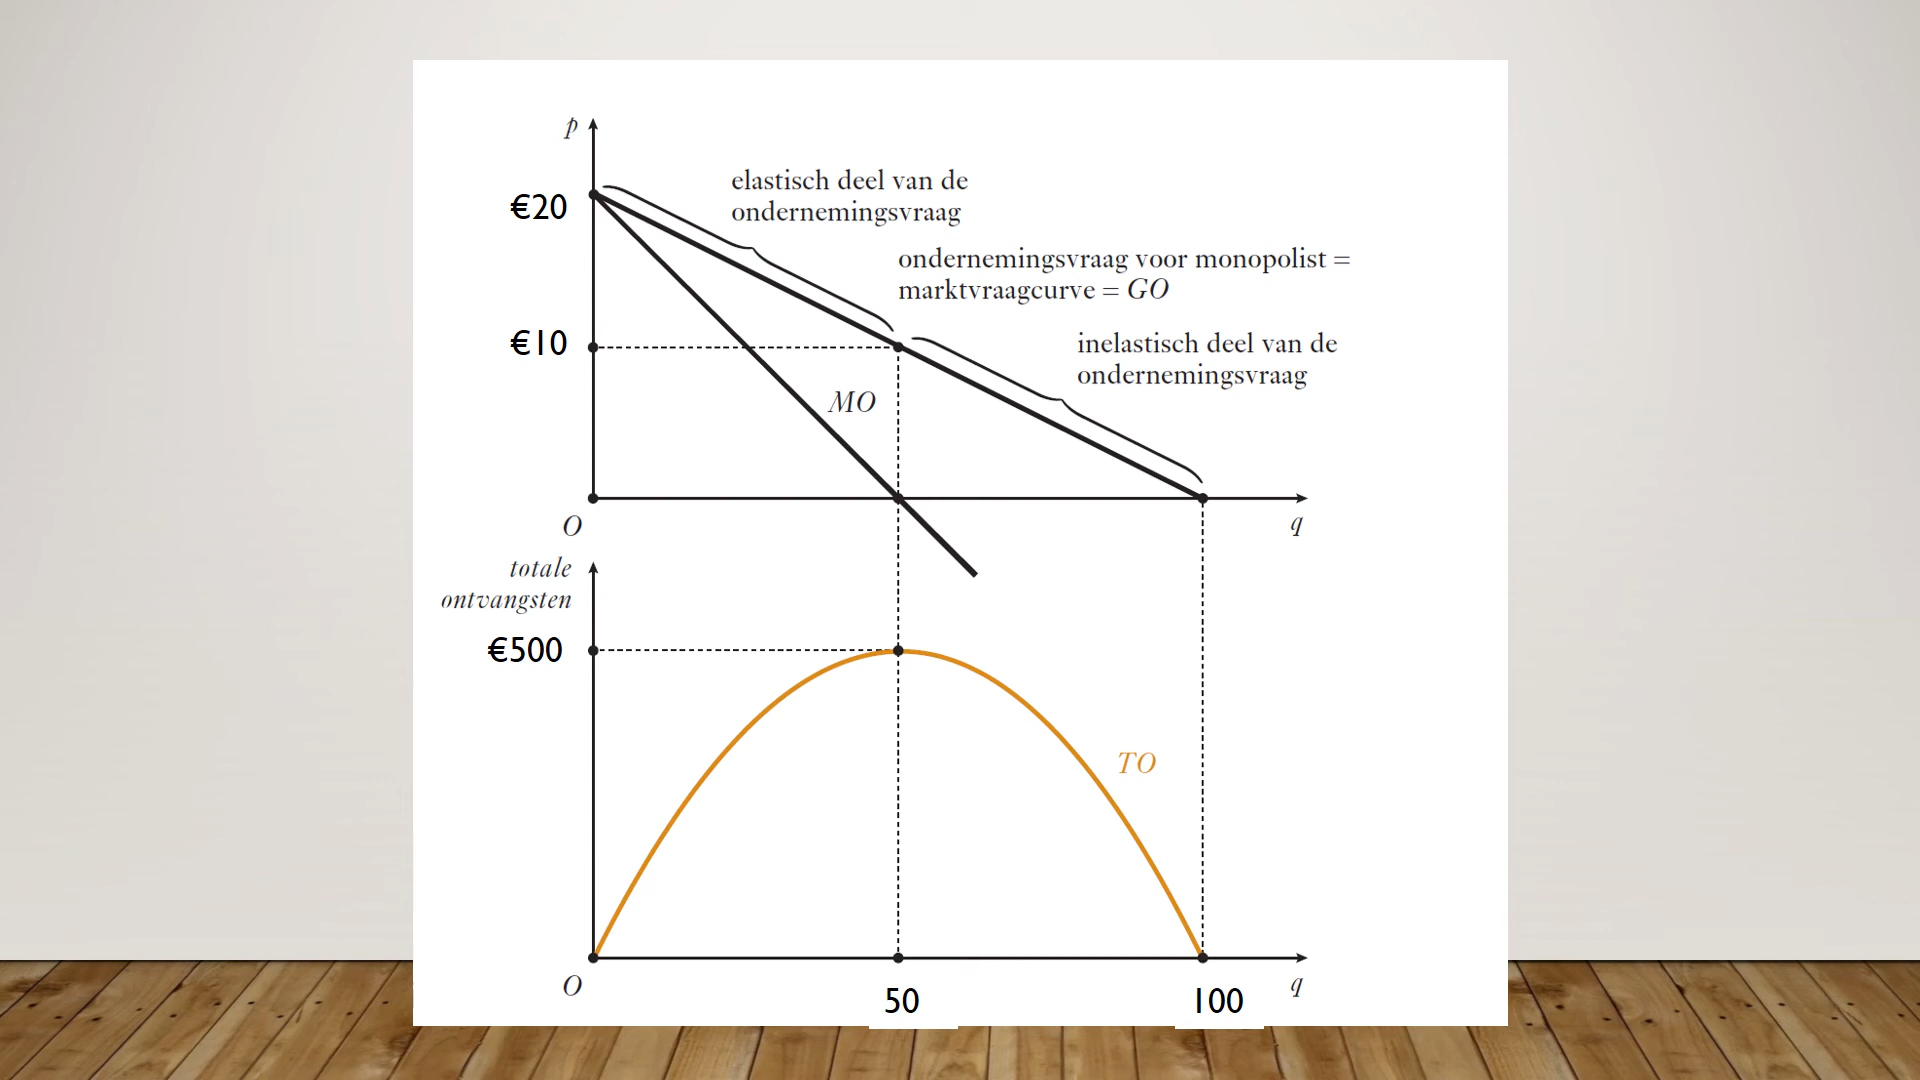 p
elastisch deel van de
ondernemingsvraag
€20
ondernemingsvraag voor monopolist =
marktvraagcurve = GO
€10
inelastisch deel van de
ondernemingsvraag
MO
O
q
totale
ontvangsten
€500
TO
O
q
50
100